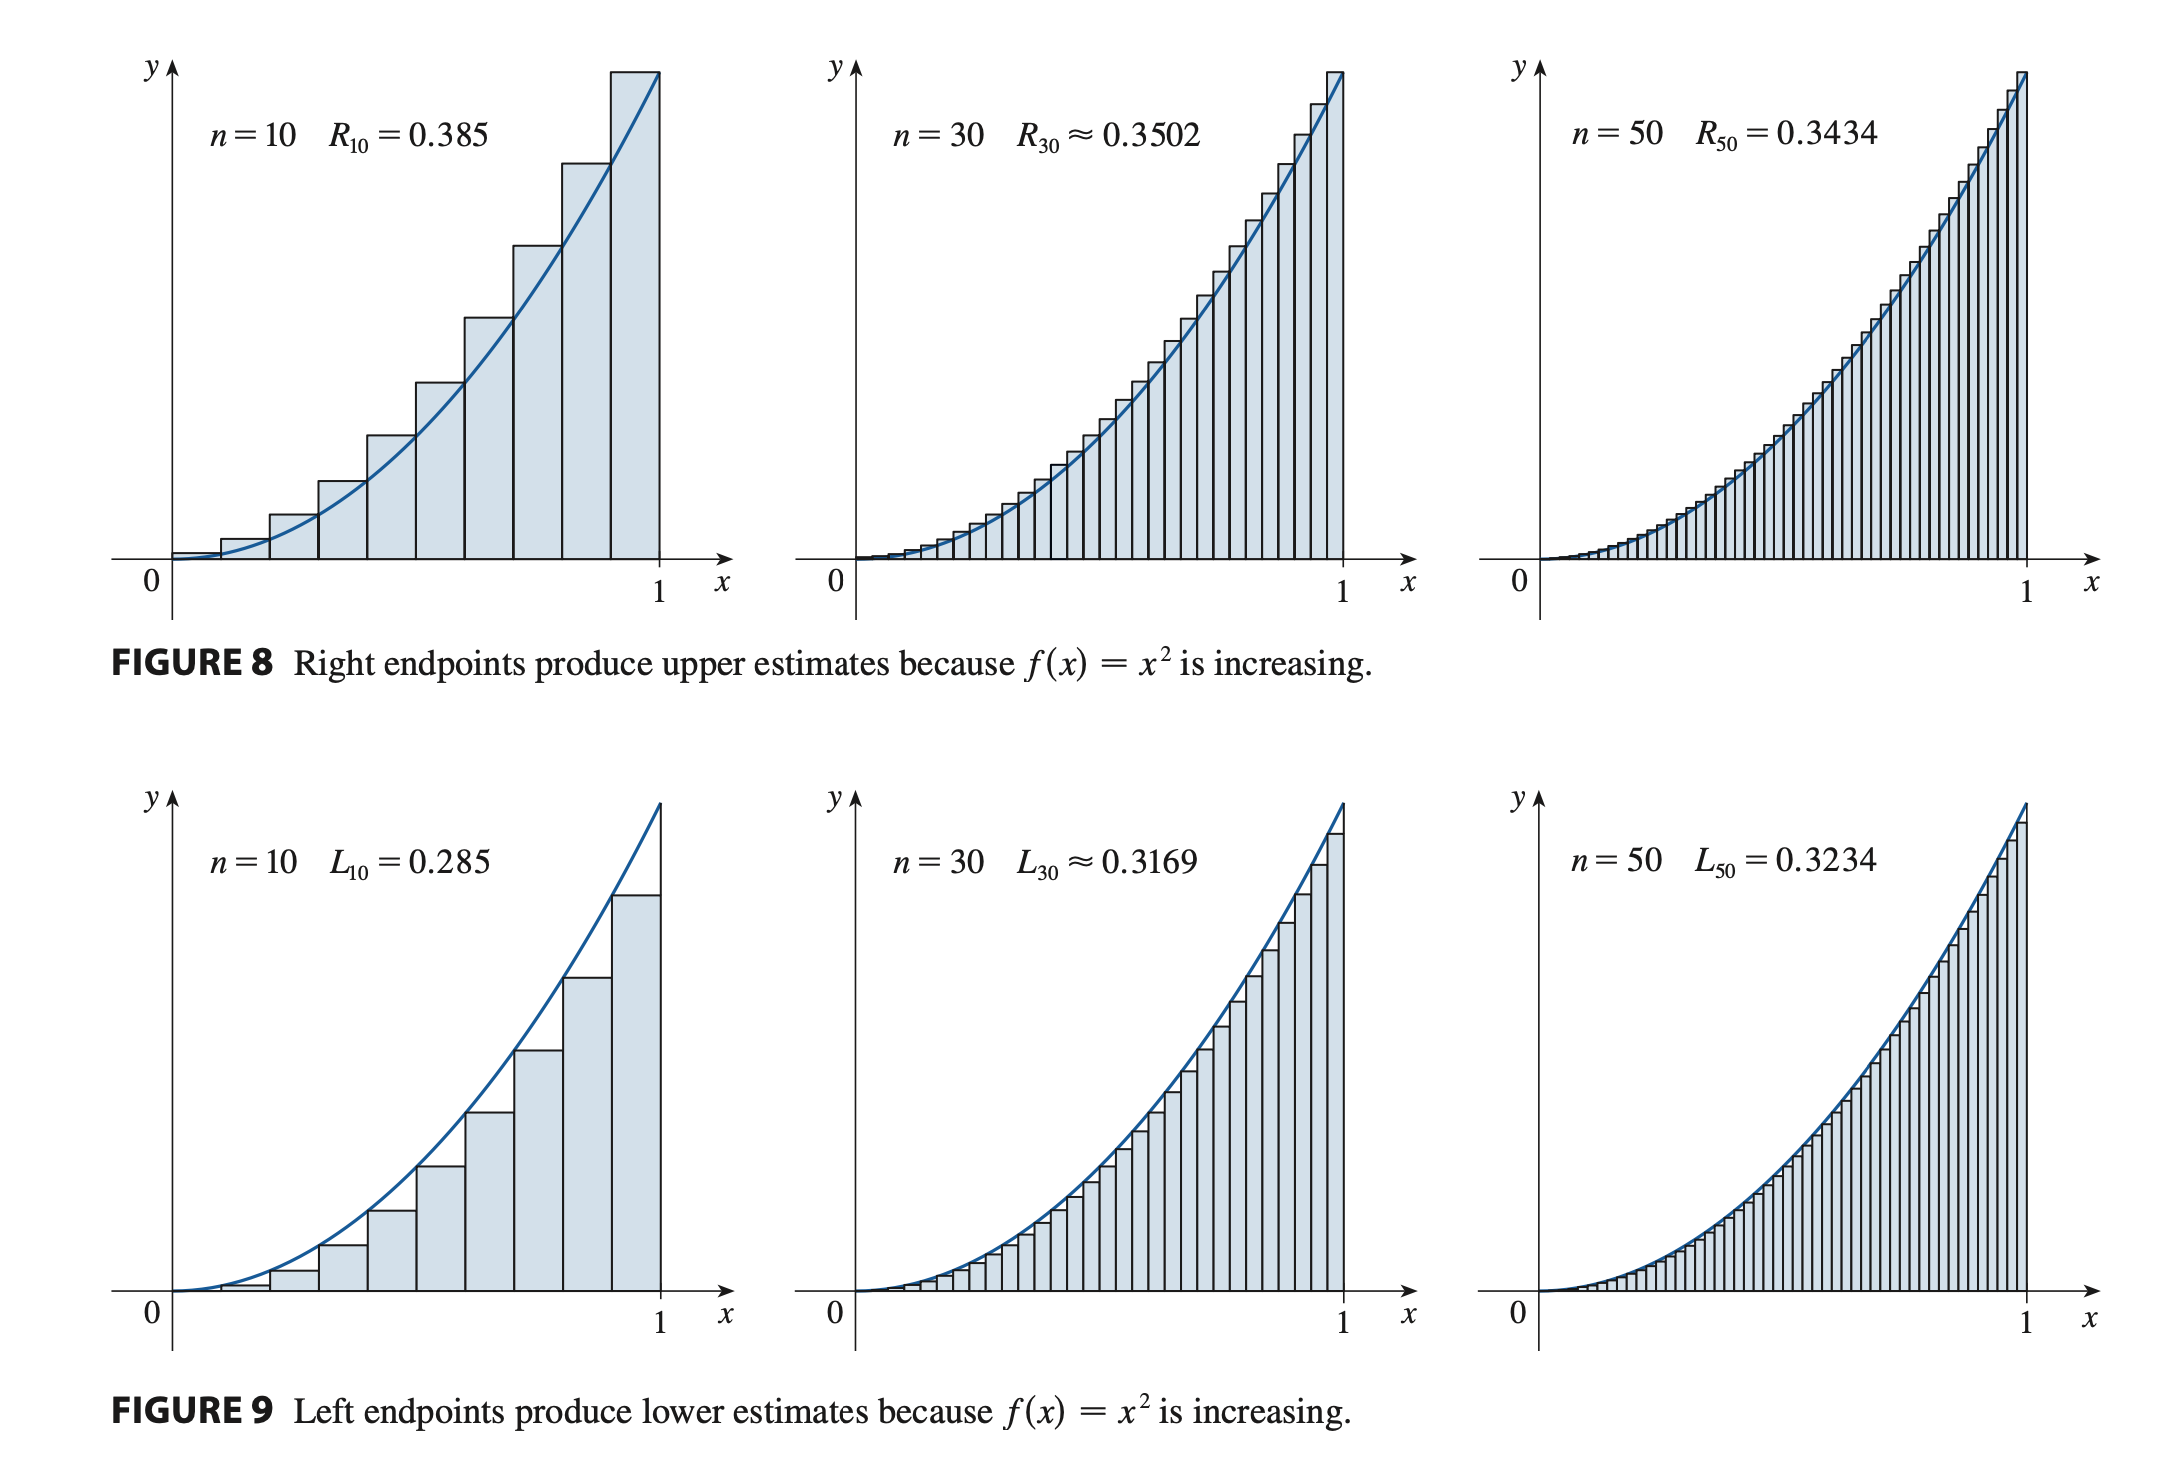 y
n = 10 R₁₀ = 0.385
0
1
x
y
n = 30 R₃₀ ≈ 0.3502
0
1
x
y
n = 50 R₅₀ = 0.3434
0
1
x
FIGURE 8 Right endpoints produce upper estimates because f(x) = x² is increasing.
y
n = 10 L₁₀ = 0.285
0
1
x
y
n = 30 L₃₀ ≈ 0.3169
0
1
x
y
n = 50 L₅₀ = 0.3234
0
1
x
FIGURE 9 Left endpoints produce lower estimates because f(x) = x² is increasing.